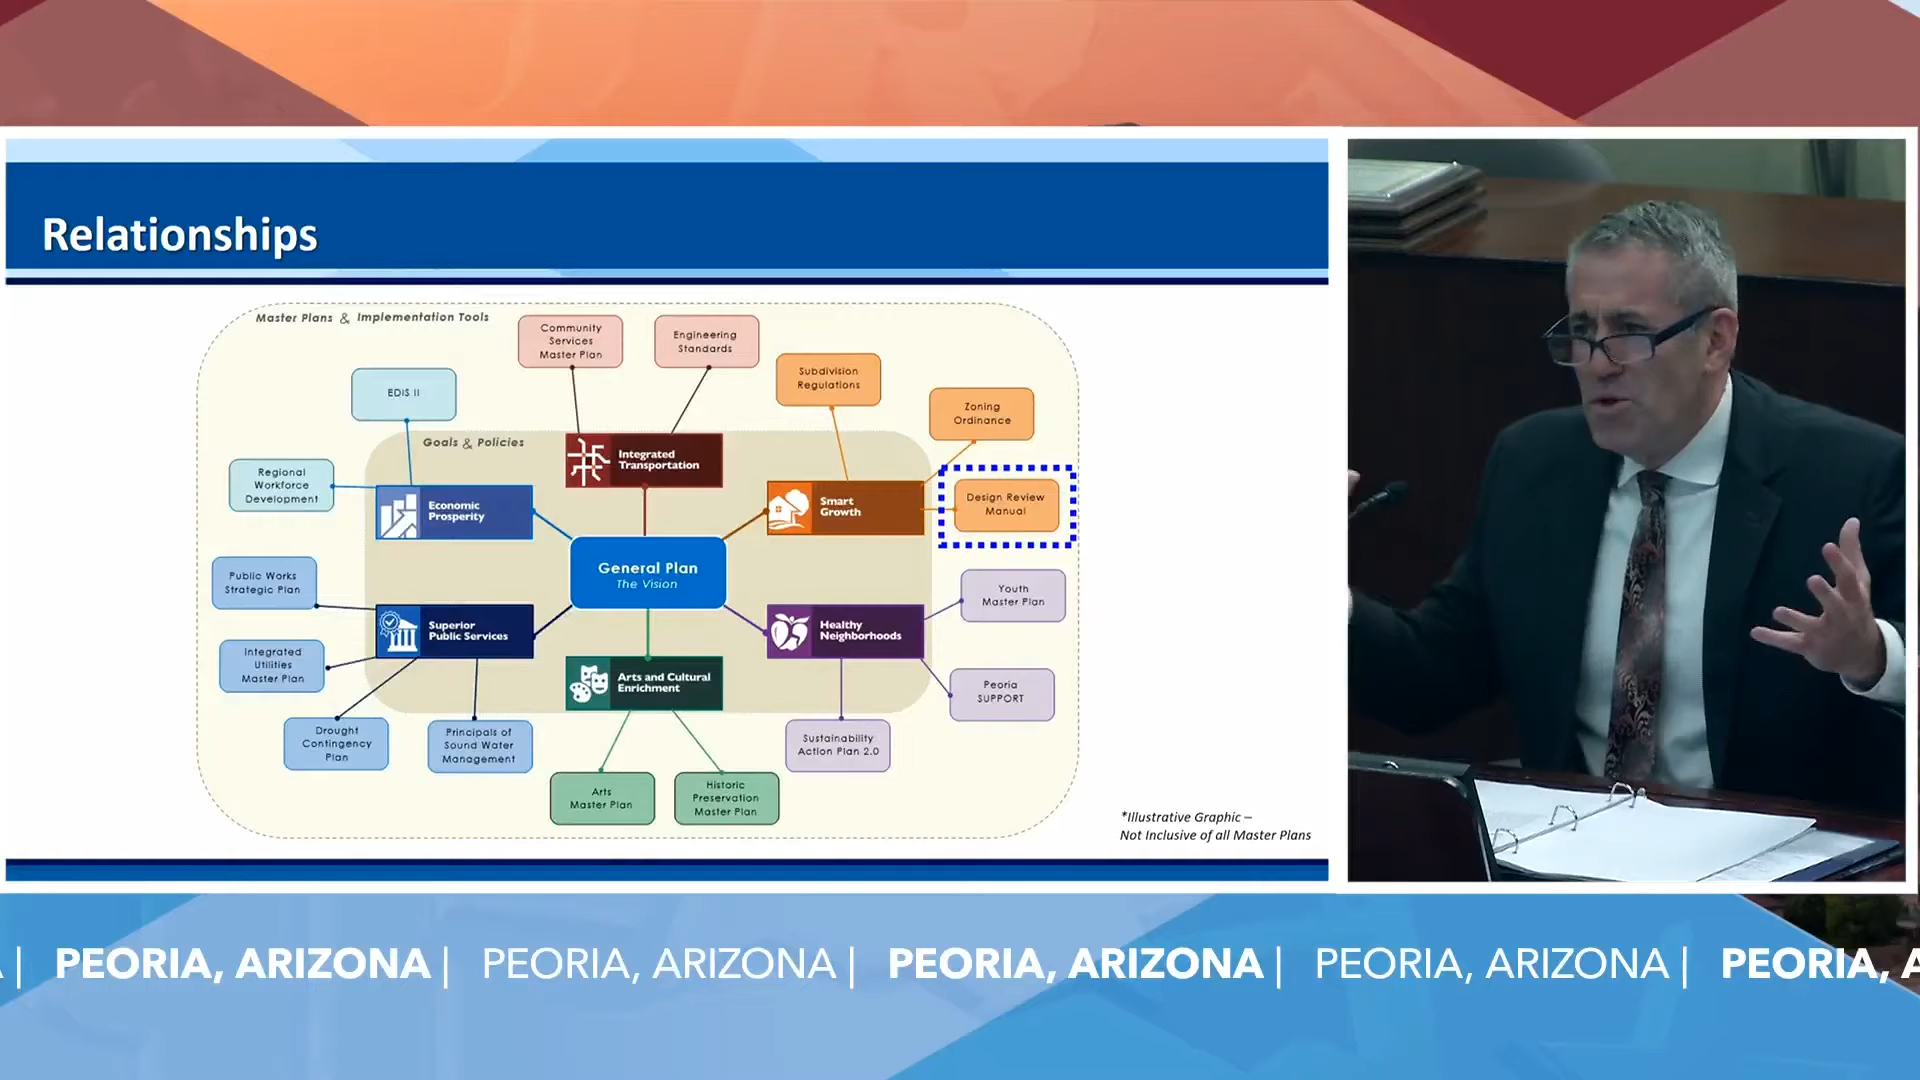 Relationships
Master Plans & Implementation Tools
Community
Services
Master Plan
Engineering
Standards
Subdivision
Regulations
EDIS II
Zoning
Ordinance
Goals & Policies
Integrated
Transportation
Regional
Workforce
Development
Economic
Prosperity
Smart
Growth
Design Review
Manual
General Plan
The Vision
Public Works
Strategic Plan
Youth
Master Plan
Superior
Public Services
Healthy
Neighborhoods
Integrated
Utilities
Master Plan
Arts and Cultural
Enrichment
Peoria
SUPPORT
Drought
Contingency
Plan
Principals of
Sound Water
Management
Sustainability
Action Plan 2.0
Arts
Master Plan
Historic
Preservation
Master Plan
*Illustrative Graphic –
Not Inclusive of all Master Plans
A | PEORIA, ARIZONA | PEORIA, ARIZONA | PEORIA, ARIZONA | PEORIA, ARIZONA | PEORIA, A